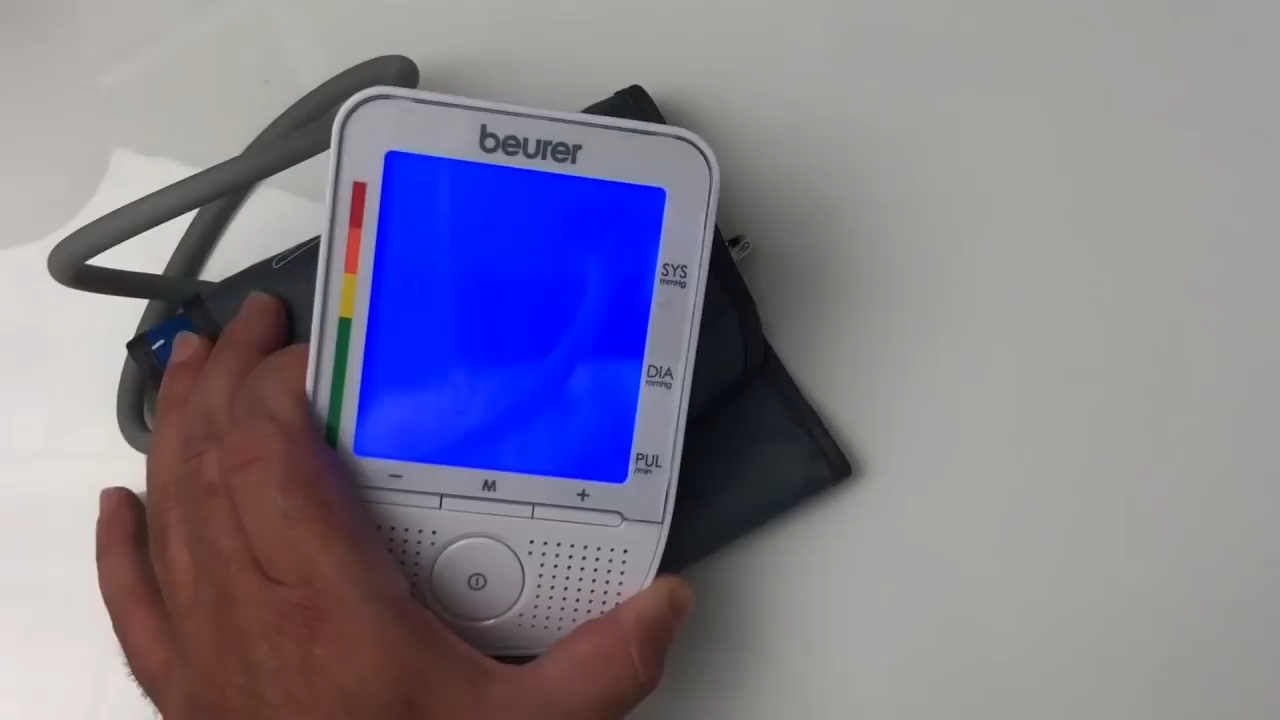 beurer
SYS
mmHg
DIA
mmHg
PUL
/min
− M +